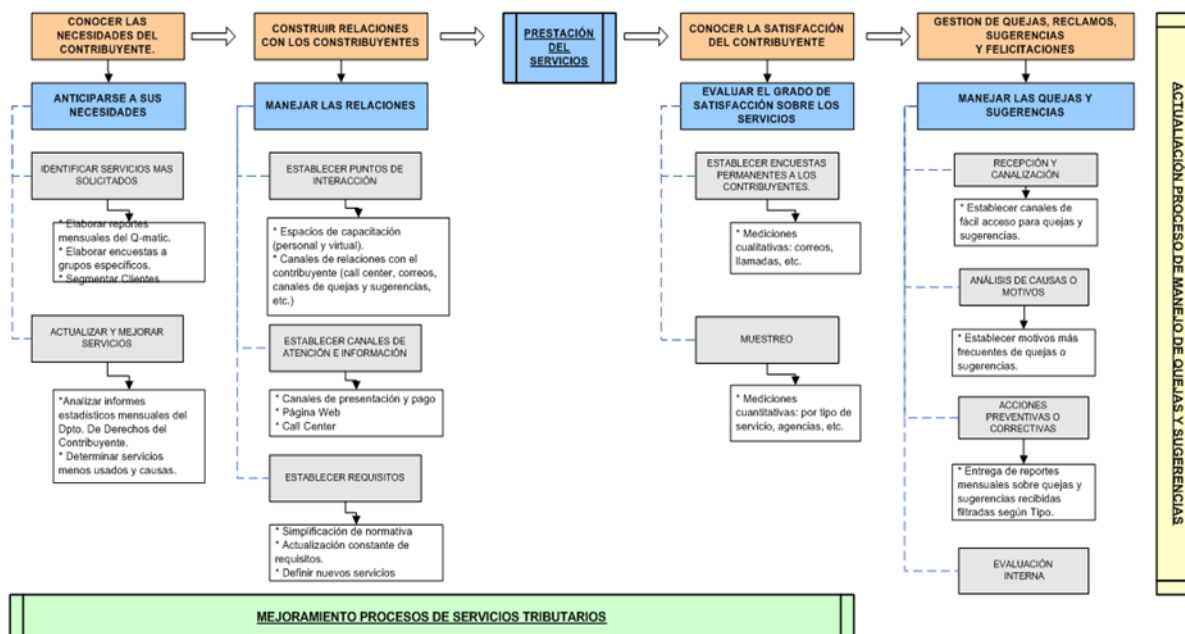 CONOCER LAS
NECESIDADES DEL
CONTRIBUYENTE.
ANTICIPARSE A SUS
NECESIDADES
IDENTIFICAR SERVICIOS MAS
SOLICITADOS
* Elaborar reportes
mensuales del Q-matic.
* Elaborar encuestas a
grupos específicos.
* Segmentar Clientes
ACTUALIZAR Y MEJORAR
SERVICIOS
*Analizar informes
estadísticos mensuales del
Dpto. De Derechos del
Contribuyente.
* Determinar servicios
menos usados y causas.
CONSTRUIR RELACIONES
CON LOS CONSTRIBUYENTES
MANEJAR LAS RELACIONES
ESTABLECER PUNTOS DE
INTERACCIÓN
* Espacios de capacitación
(personal y virtual).
* Canales de relaciones con el
contribuyente (call center, correos,
canales de quejas y sugerencias,
etc.)
ESTABLECER CANALES DE
ATENCIÓN E INFORMACIÓN
* Canales de presentación y pago
* Página Web
* Call Center
ESTABLECER REQUISITOS
* Simplificación de normativa
* Actualización constante de
requisitos.
* Definir nuevos servicios
PRESTACIÓN
DEL
SERVICIOS
CONOCER LA SATISFACCIÓN
DEL CONTRIBUYENTE
EVALUAR EL GRADO DE
SATISFACCIÓN SOBRE LOS
SERVICIOS
ESTABLECER ENCUESTAS
PERMANENTES A LOS
CONTRIBUYENTES.
* Mediciones
cualitativas: correos,
llamadas, etc.
MUESTREO
* Mediciones
cuantitativas: por tipo de
servicio, agencias, etc.
GESTION DE QUEJAS, RECLAMOS,
SUGERENCIAS
Y FELICITACIONES
MANEJAR LAS QUEJAS Y
SUGERENCIAS
RECEPCIÓN Y
CANALIZACIÓN
* Establecer canales de
fácil acceso para quejas y
sugerencias.
ANÁLISIS DE CAUSAS O
MOTIVOS
* Establecer motivos más
frecuentes de quejas o
sugerencias.
ACCIONES
PREVENTIVAS O
CORRECTIVAS
* Entrega de reportes
mensuales sobre quejas y
sugerencias recibidas
filtradas según Tipo.
EVALUACIÓN
INTERNA
ACTUALIACIÓN PROCESO DE MANEJO DE QUEJAS Y SUGERENCIAS
MEJORAMIENTO PROCESOS DE SERVICIOS TRIBUTARIOS